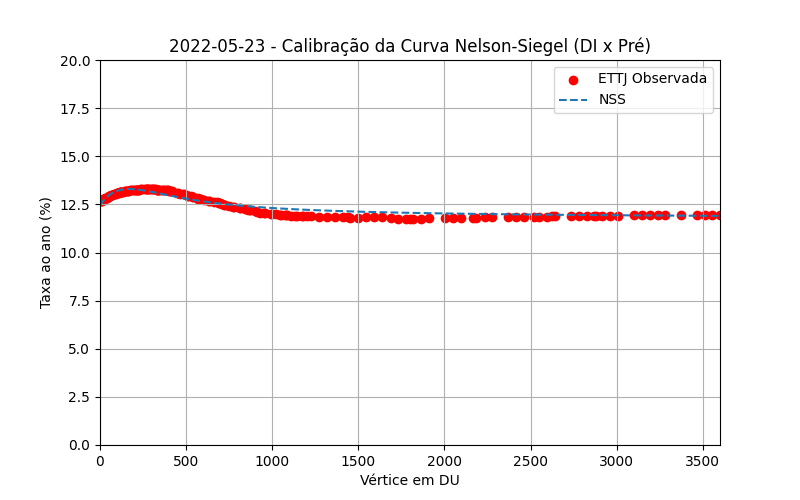 2022-05-23 - Calibração da Curva Nelson-Siegel (DI x Pré)
ETTJ Observada
NSS
Taxa ao ano (%)
20.0
17.5
15.0
12.5
10.0
7.5
5.0
2.5
0.0
0 500 1000 1500 2000 2500 3000 3500
Vértice em DU